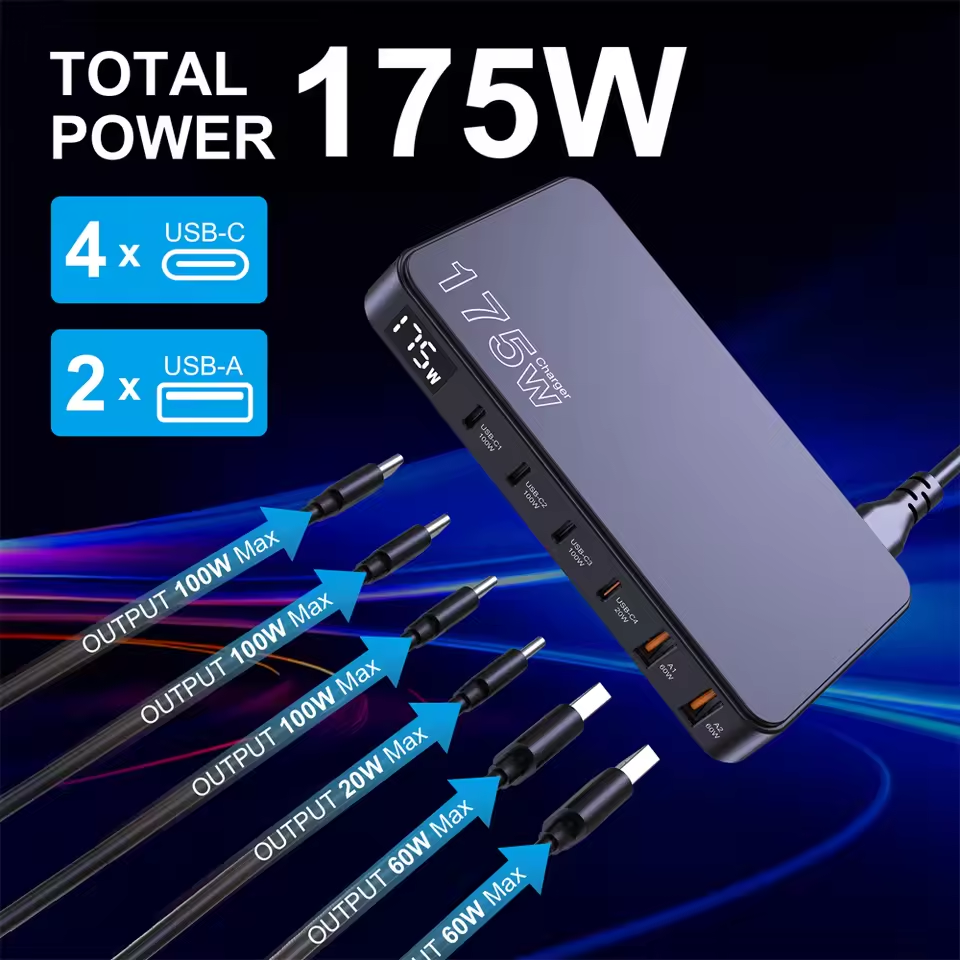 TOTAL
POWER
175W
4 x USB-C
2 x USB-A
175W
175W
Charger
USB-C1
100W
USB-C2
100W
USB-C3
100W
USB-C4
20W
A1
60W
A2
60W
OUTPUT 100W Max
OUTPUT 100W Max
OUTPUT 100W Max
OUTPUT 20W Max
OUTPUT 60W Max
UT 60W Max